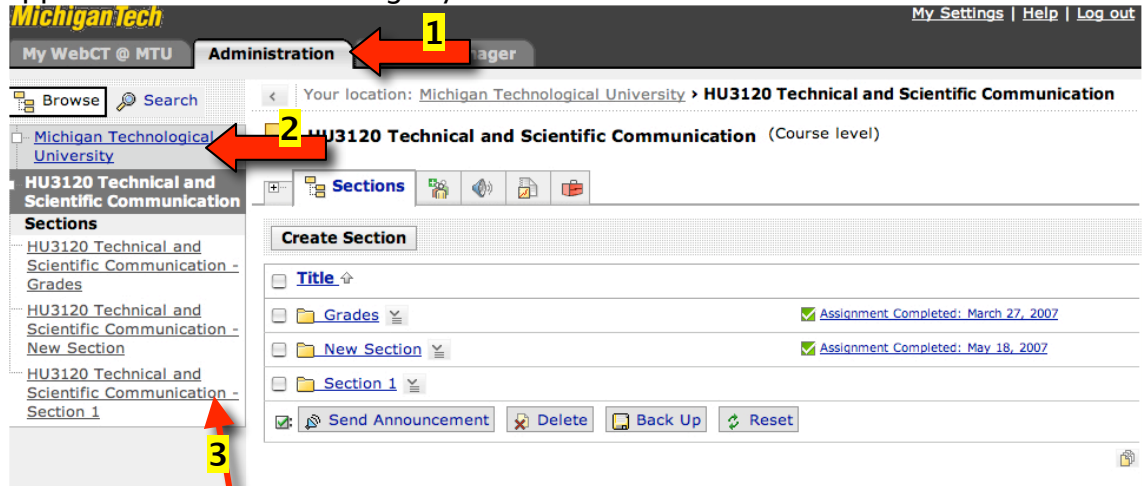 MichiganTech
My Settings | Help | Log out
1
My WebCT @ MTU
Administration
Browse
Search
Your location: Michigan Technological University › HU3120 Technical and Scientific Communication
2
Michigan Technological
University
HU3120 Technical and Scientific Communication (Course level)
HU3120 Technical and
Scientific Communication
Sections
Sections
HU3120 Technical and
Scientific Communication -
Grades
HU3120 Technical and
Scientific Communication -
New Section
HU3120 Technical and
Scientific Communication -
Section 1
3
Create Section
Title
Grades
Assignment Completed: March 27, 2007
New Section
Assignment Completed: May 18, 2007
Section 1
Send Announcement
Delete
Back Up
Reset